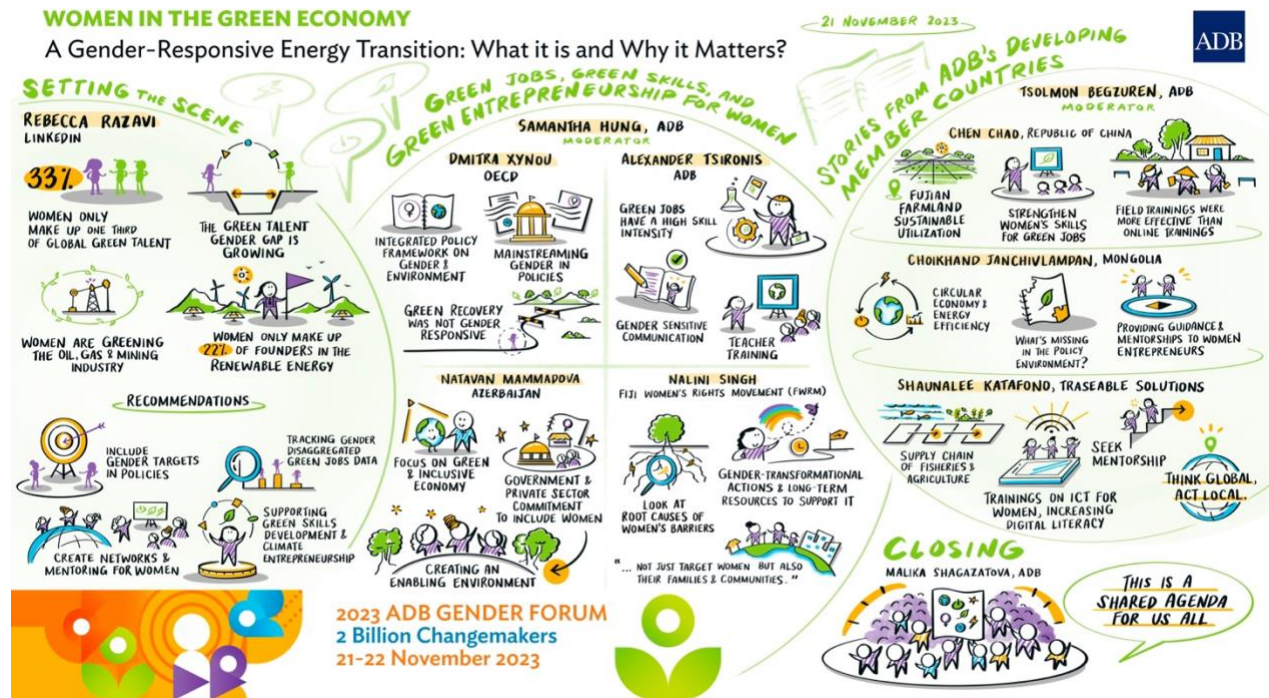 WOMEN IN THE GREEN ECONOMY
A Gender-Responsive Energy Transition: What it is and Why it Matters?
21 NOVEMBER 2023
ADB
SETTING THE SCENE
REBECCA RAZAVI
LINKEDIN
33%
WOMEN ONLY
MAKE UP ONE THIRD
OF GLOBAL GREEN TALENT
THE GREEN TALENT
GENDER GAP IS
GROWING
WOMEN ARE GREENING
THE OIL, GAS & MINING
INDUSTRY
WOMEN ONLY MAKE UP
22% OF FOUNDERS IN THE
RENEWABLE ENERGY
RECOMMENDATIONS
INCLUDE
GENDER TARGETS
IN POLICIES
TRACKING GENDER
DISAGGREGATED
GREEN JOBS DATA
CREATE NETWORKS &
MENTORING FOR WOMEN
SUPPORTING
GREEN SKILLS
DEVELOPMENT &
CLIMATE
ENTREPRENEURSHIP
GREEN JOBS, GREEN SKILLS, AND
GREEN ENTREPRENEURSHIP FOR WOMEN
SAMANTHA HUNG, ADB
MODERATOR
DMITRA XYNOU
OECD
INTEGRATED POLICY
FRAMEWORK ON
GENDER &
ENVIRONMENT
MAINSTREAMING
GENDER IN
POLICIES
GREEN RECOVERY
WAS NOT GENDER
RESPONSIVE
ALEXANDER TSIRONIS
ADB
GREEN JOBS
HAVE A HIGH SKILL
INTENSITY
GENDER SENSITIVE
COMMUNICATION
TEACHER
TRAINING
NATAVAN MAMMADOVA
AZERBAIJAN
FOCUS ON GREEN
& INCLUSIVE
ECONOMY
GOVERNMENT &
PRIVATE SECTOR
COMMITMENT
TO INCLUDE WOMEN
CREATING AN
ENABLING ENVIRONMENT
NALINI SINGH
FIJI WOMEN'S RIGHTS MOVEMENT (FWRM)
LOOK AT
ROOT CAUSES OF
WOMEN'S BARRIERS
GENDER-TRANSFORMATIONAL
ACTIONS & LONG-TERM
RESOURCES TO SUPPORT IT
"... NOT JUST TARGET WOMEN BUT ALSO
THEIR FAMILIES & COMMUNITIES."
STORIES FROM ADB's DEVELOPING
MEMBER COUNTRIES
TSOLMON BEGZUREN, ADB
MODERATOR
CHEN CHAO, REPUBLIC OF CHINA
FUJIAN
FARMLAND
SUSTAINABLE
UTILIZATION
STRENGTHEN
WOMEN'S SKILLS
FOR GREEN JOBS
FIELD TRAININGS WERE
MORE EFFECTIVE THAN
ONLINE TRAININGS
CHOIKHAND JANCHIVLAMPDAN, MONGOLIA
CIRCULAR
ECONOMY &
ENERGY
EFFICIENCY
WHAT'S MISSING
IN THE POLICY
ENVIRONMENT?
PROVIDING GUIDANCE &
MENTORSHIPS TO WOMEN
ENTREPRENEURS
SHAUNALEE KATAFONO, TRASEABLE SOLUTIONS
SUPPLY CHAIN
OF FISHERIES &
AGRICULTURE
TRAININGS ON ICT FOR
WOMEN, INCREASING
DIGITAL LITERACY
SEEK
MENTORSHIP
THINK GLOBAL,
ACT LOCAL.
CLOSING
MALIKA SHAGAZATOVA, ADB
THIS IS A
SHARED AGENDA
FOR US ALL
2023 ADB GENDER FORUM
2 Billion Changemakers
21-22 November 2023